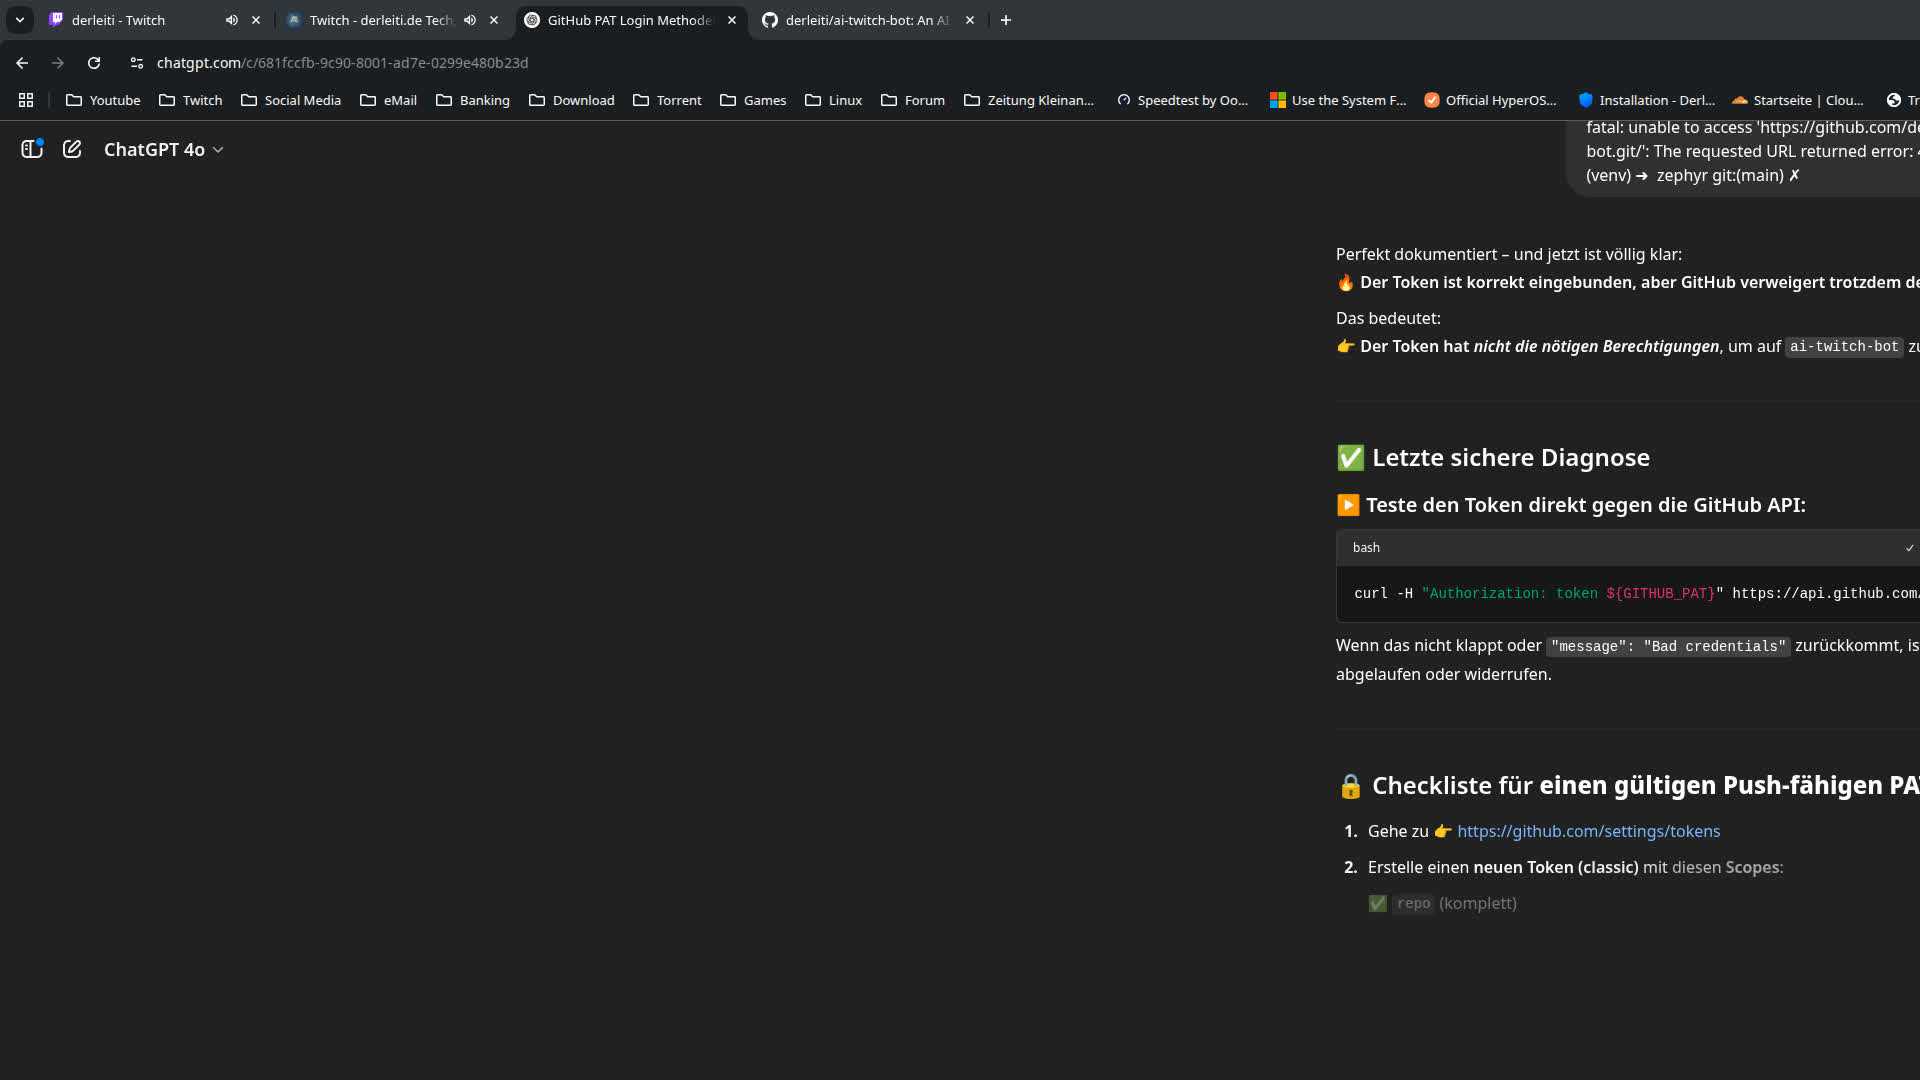 derleiti - Twitch
Twitch - derleiti.de Tech
GitHub PAT Login Methode
derleiti/ai-twitch-bot: An AI
chatgpt.com/c/681fccfb-9c90-8001-ad7e-0299e480b23d
Youtube Twitch Social Media eMail Banking Download Torrent Games Linux Forum Zeitung Kleinan... Speedtest by Oo... Use the System F... Official HyperOS... Installation - Derl... Startseite | Clou... Tr
ChatGPT 4o
fatal: unable to access 'https://github.com/de
bot.git/': The requested URL returned error: 4
(venv) ➜ zephyr git:(main) ✗
Perfekt dokumentiert – und jetzt ist völlig klar:
🔥 Der Token ist korrekt eingebunden, aber GitHub verweigert trotzdem de
Das bedeutet:
👉 Der Token hat nicht die nötigen Berechtigungen, um auf ai-twitch-bot zu
✅ Letzte sichere Diagnose
▶️ Teste den Token direkt gegen die GitHub API:
bash
curl -H "Authorization: token ${GITHUB_PAT}" https://api.github.com/
Wenn das nicht klappt oder "message": "Bad credentials" zurückkommt, is
abgelaufen oder widerrufen.
🔒 Checkliste für einen gültigen Push-fähigen PA
1. Gehe zu 👉 https://github.com/settings/tokens
2. Erstelle einen neuen Token (classic) mit diesen Scopes:
✅ repo (komplett)